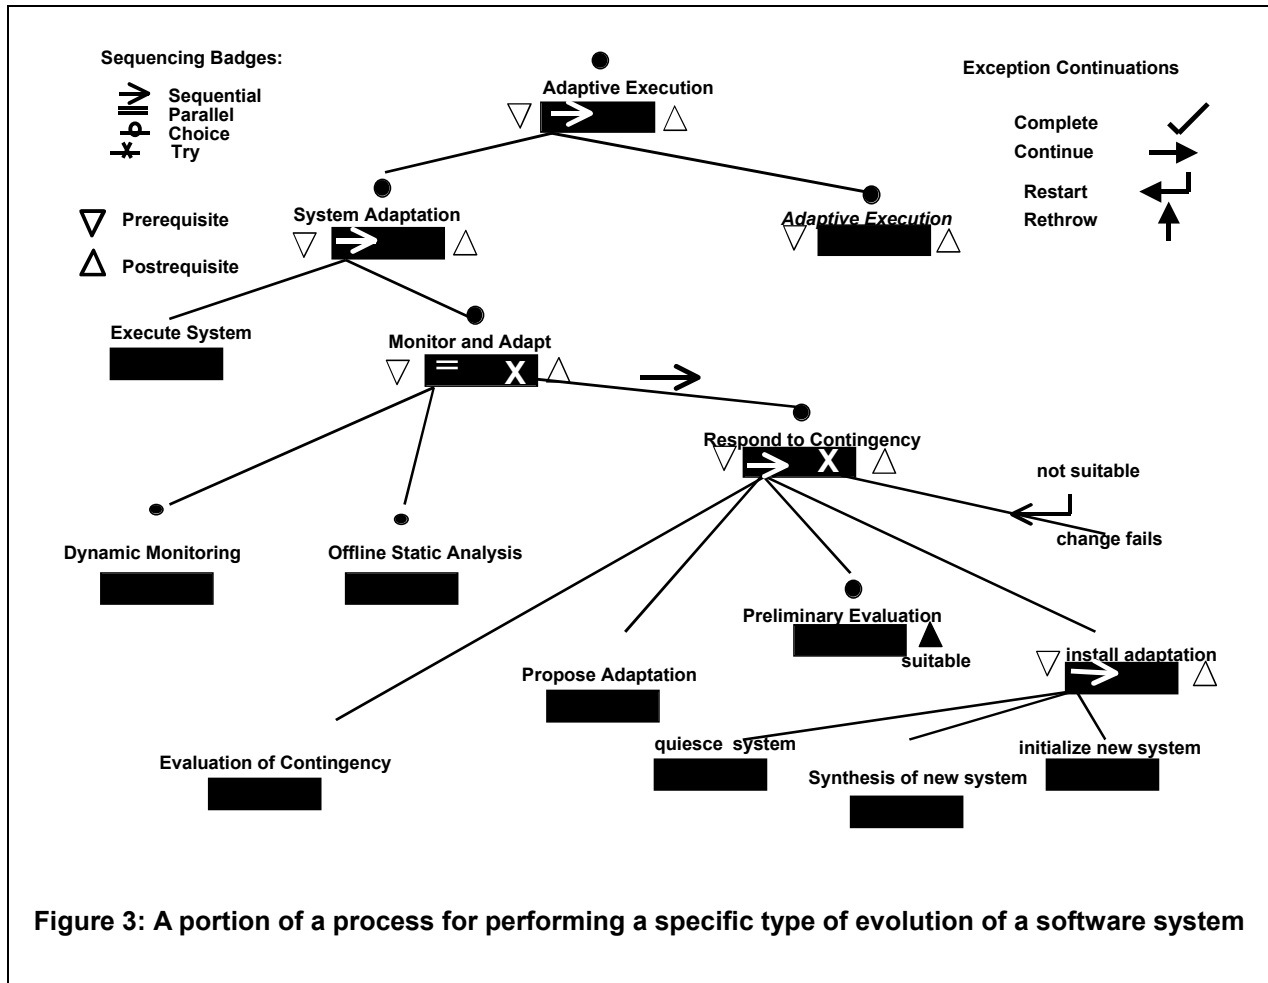 Sequencing Badges:
Sequential
Parallel
Choice
Try
Prerequisite
Postrequisite
Exception Continuations
Complete
Continue
Restart
Rethrow
Adaptive Execution
System Adaptation
Adaptive Execution
Execute System
Monitor and Adapt
=
X
Respond to Contingency
X
not suitable
change fails
Dynamic Monitoring
Offline Static Analysis
Preliminary Evaluation
suitable
install adaptation
Propose Adaptation
quiesce system
initialize new system
Evaluation of Contingency
Synthesis of new system
Figure 3: A portion of a process for performing a specific type of evolution of a software system